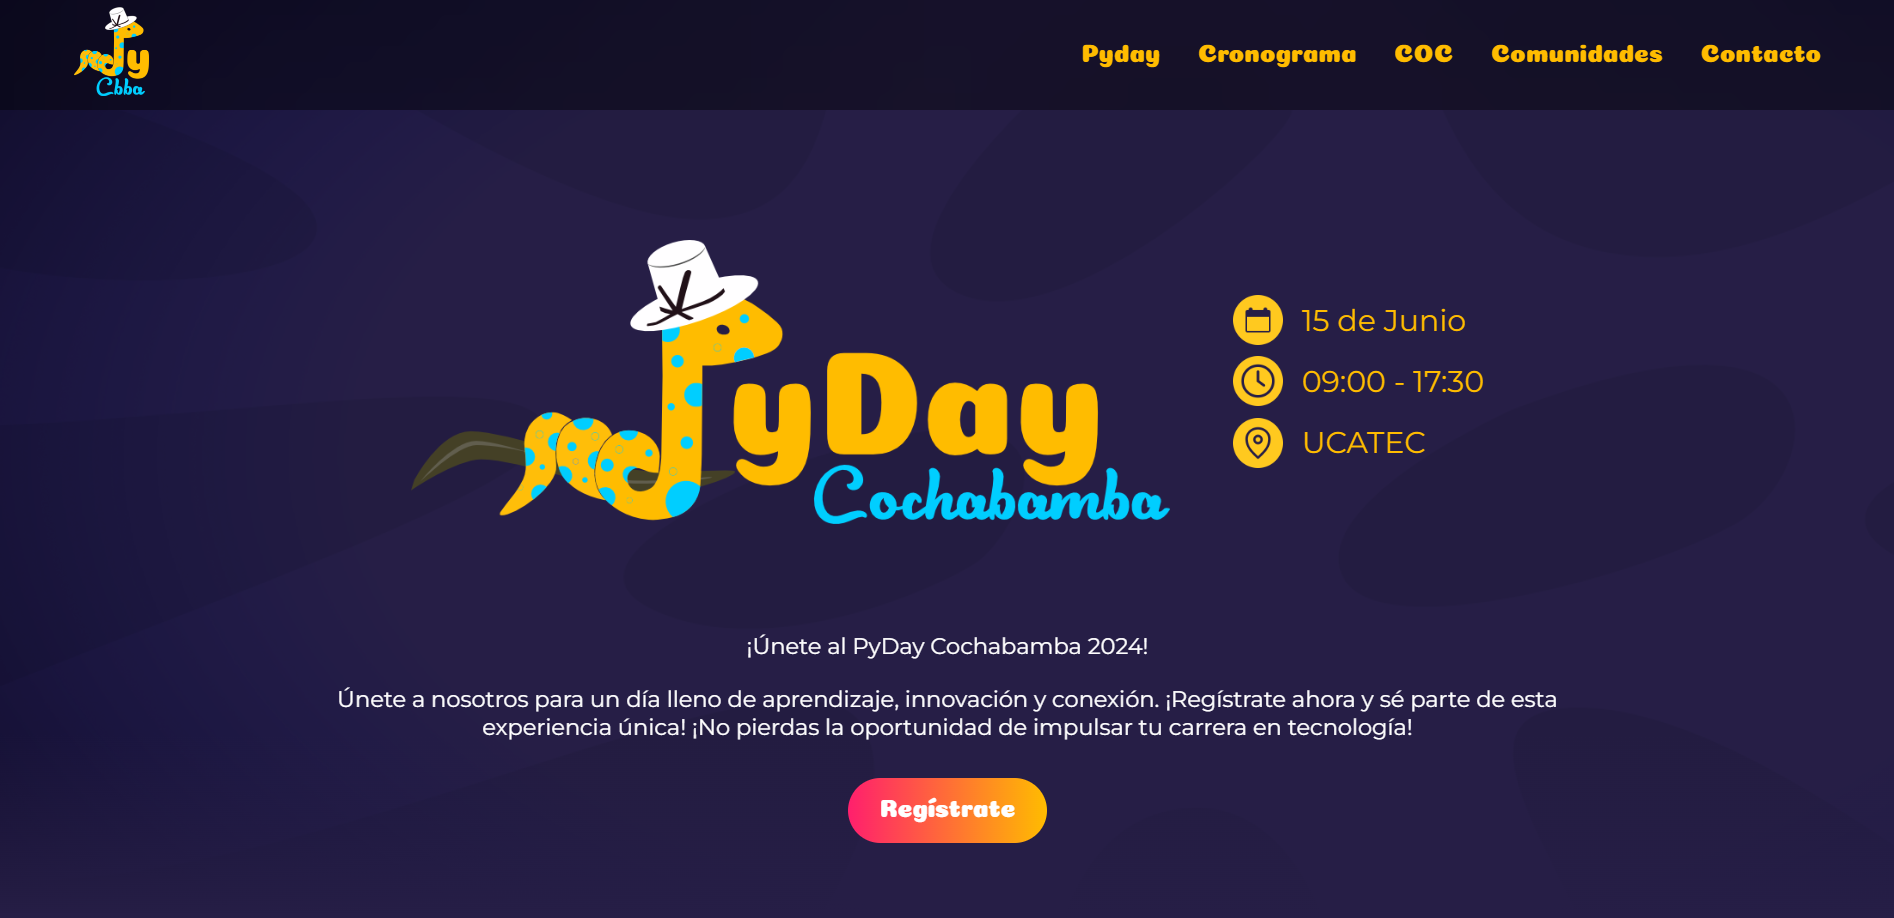 Py
Cbba
Pyday Cronograma COC Comunidades Contacto
PyDay
Cochabamba
15 de Junio
09:00 - 17:30
UCATEC
¡Únete al PyDay Cochabamba 2024!
Únete a nosotros para un día lleno de aprendizaje, innovación y conexión. ¡Regístrate ahora y sé parte de esta
experiencia única! ¡No pierdas la oportunidad de impulsar tu carrera en tecnología!
Regístrate